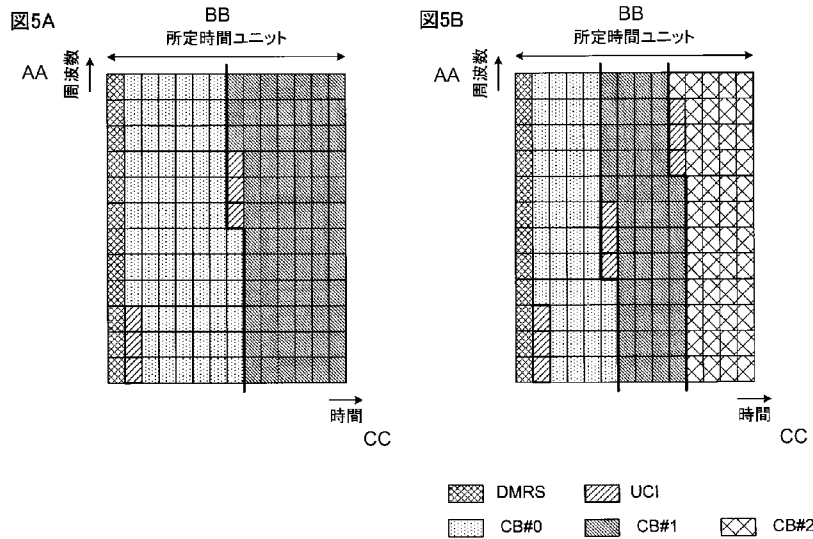 図5A
BB
所定時間ユニット
AA
周波数
時間
CC
図5B
BB
所定時間ユニット
AA
周波数
時間
CC
DMRS
UCI
CB#0
CB#1
CB#2